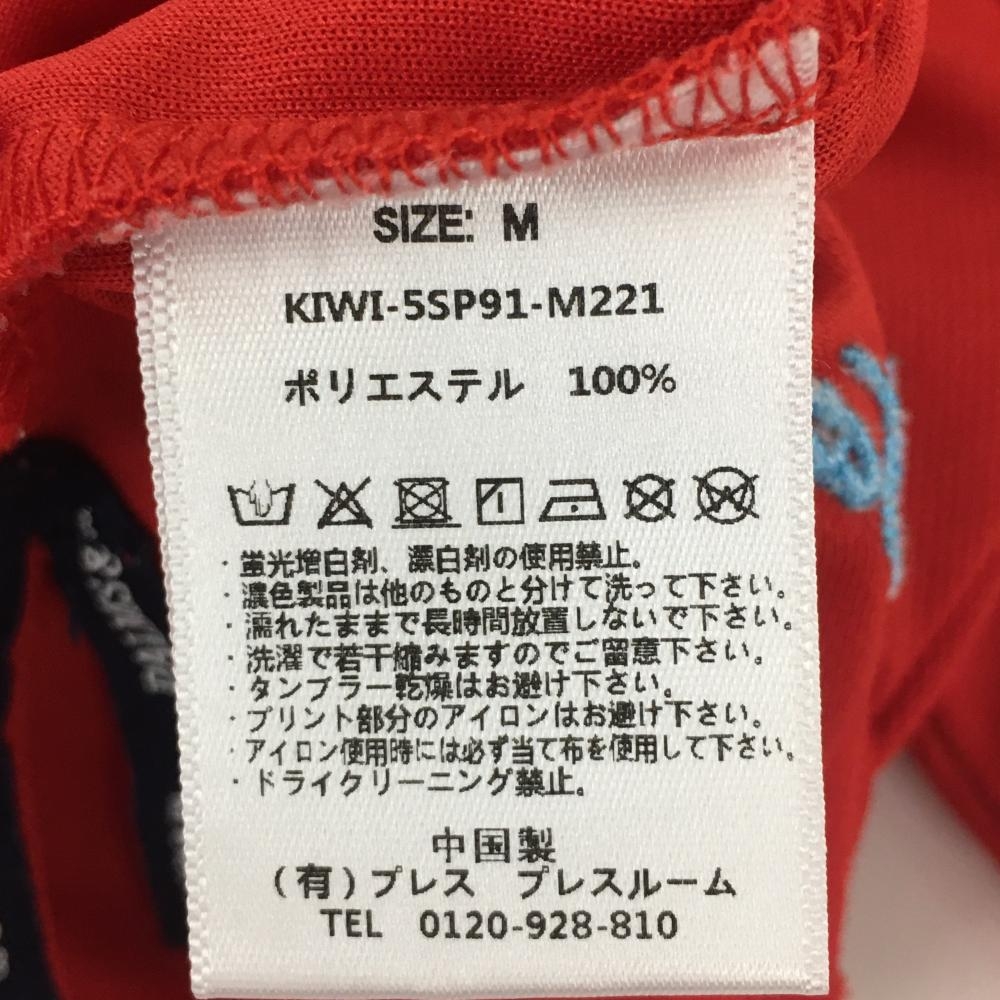 SIZE: M
KIWI-5SP91-M221
ポリエステル 100%
・蛍光増白剤、漂白剤の使用禁止。
・濃色製品は他のものと分けて洗って下さい。
・濡れたままで長時間放置しないで下さい。
・洗濯で若干縮みますのでご留意下さい。
・タンブラー乾燥はお避け下さい。
・プリント部分のアイロンはお避け下さい。
・アイロン使用時には必ず当て布を使用して下さい。
・ドライクリーニング禁止。
中国製
(有)プレス プレスルーム
TEL 0120-928-810